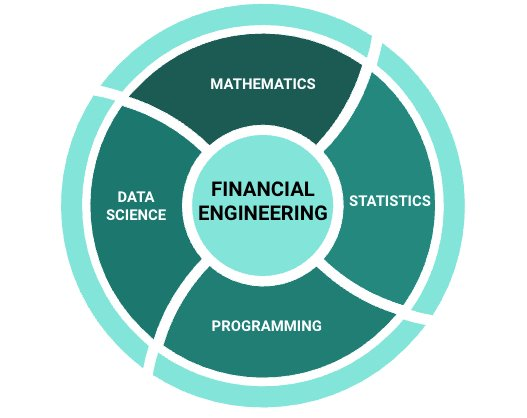 MATHEMATICS
DATA
SCIENCE
FINANCIAL
ENGINEERING
STATISTICS
PROGRAMMING